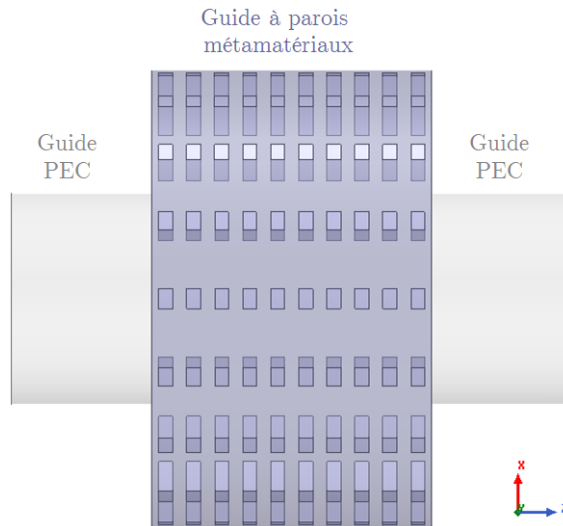 Guide à parois
métamatériaux
Guide
PEC
Guide
PEC
x
Y
z